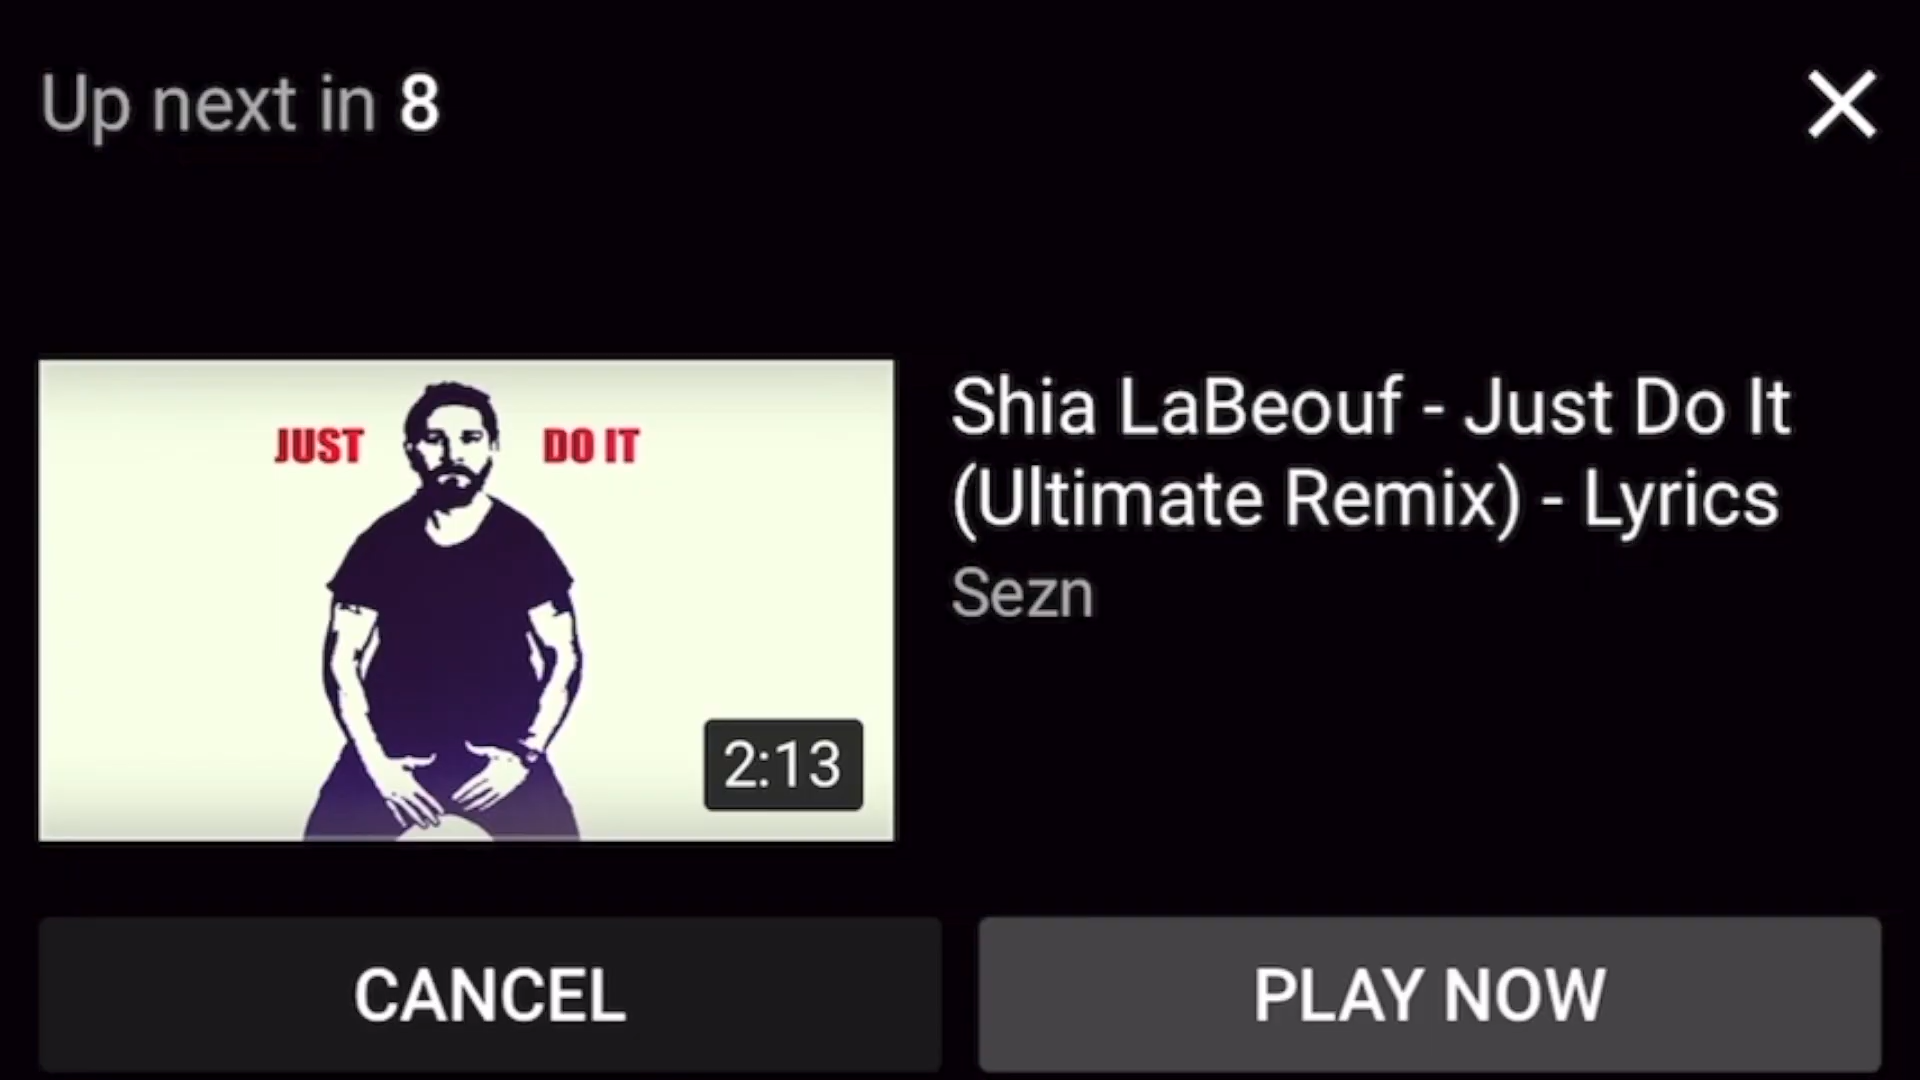 Up next in 8
JUST DO IT
Shia LaBeouf - Just Do It
(Ultimate Remix) - Lyrics
Sezn
2:13
CANCEL
PLAY NOW